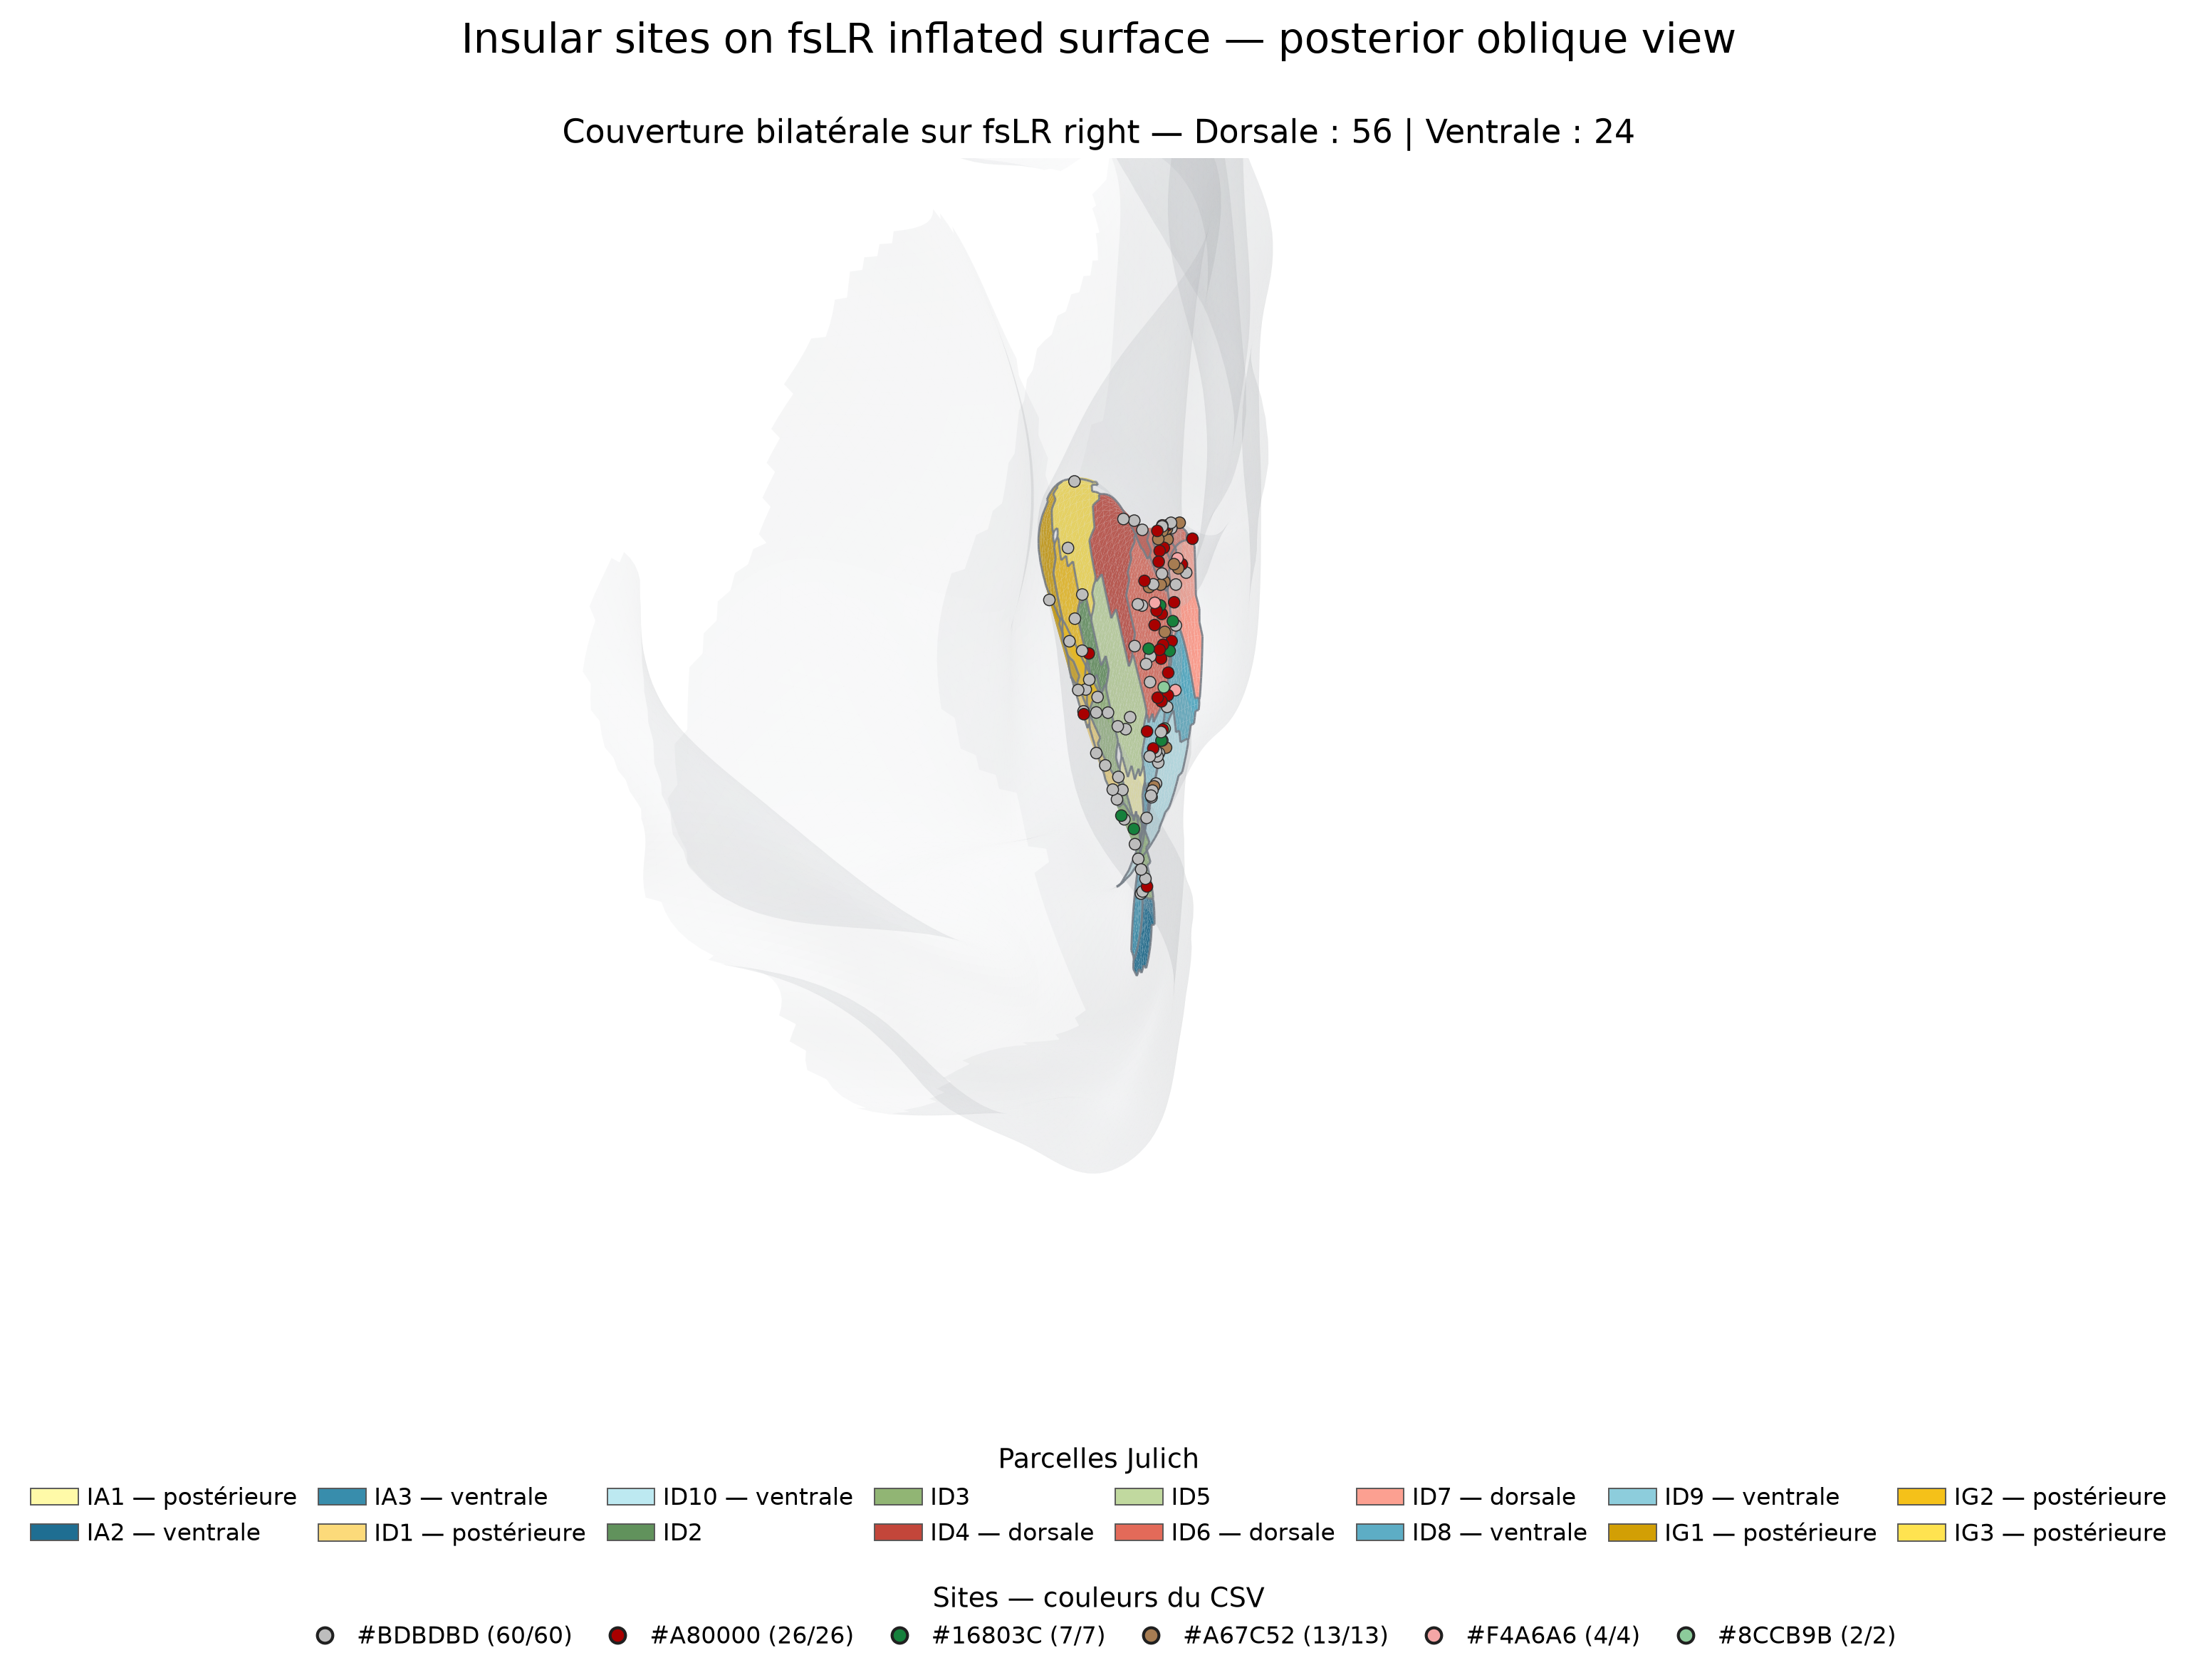 Insular sites on fsLR inflated surface — posterior oblique view
Couverture bilatérale sur fsLR right — Dorsale : 56 | Ventrale : 24
Parcelles Julich
IA1 — postérieure IA3 — ventrale ID10 — ventrale ID3 ID5 ID7 — dorsale ID9 — ventrale IG2 — postérieure
IA2 — ventrale ID1 — postérieure ID2 ID4 — dorsale ID6 — dorsale ID8 — ventrale IG1 — postérieure IG3 — postérieure
Sites — couleurs du CSV
#BDBDBD (60/60) #A80000 (26/26) #16803C (7/7) #A67C52 (13/13) #F4A6A6 (4/4) #8CCB9B (2/2)